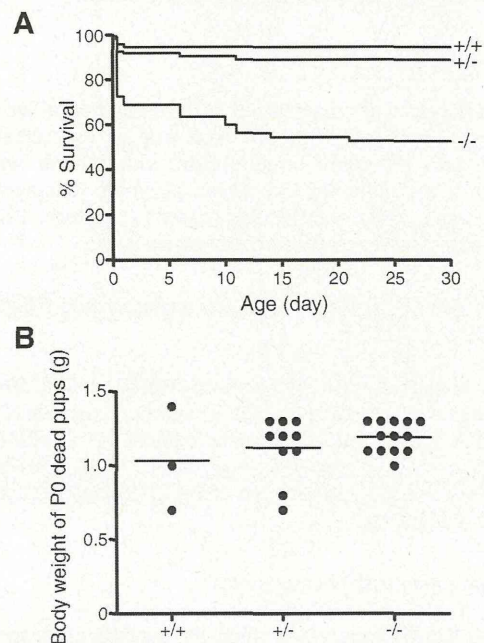 A
100
80
60
40
20
0
% Survival
+/+
+/-
-/-
0 5 10 15 20 25 30
Age (day)
B
Body weight of P0 dead pups (g)
1.5
1.0
0.5
0
+/+ +/- -/-